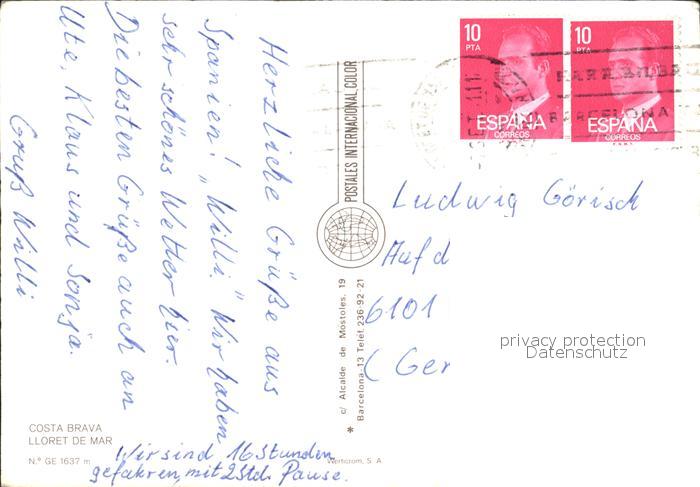 Herzliche Grüße aus
Spanien! "Willi." Wir haben
sehr schönes Wetter hier.
Die besten Grüße auch an
Ute, Klaus und Sonja.
Gruß Willi
Wir sind 16 Stunden
gefahren, mit 2 Std. Pause.
COSTA BRAVA
LLORET DE MAR
N.º GE 1637 m
Werticrom, S. A.
POSTALES INTERNACIONAL COLOR
c/ Alcalde de Móstoles, 19
Barcelona-13 Teléf. 236-92-21
10
PTA
ESPAÑA
CORREOS
10
PTA
ESPAÑA
CORREOS
F.N.M.T.
BARCELONA
Ludwig Görisch
Auf d
6101
(Ger
privacy protection
Datenschutz